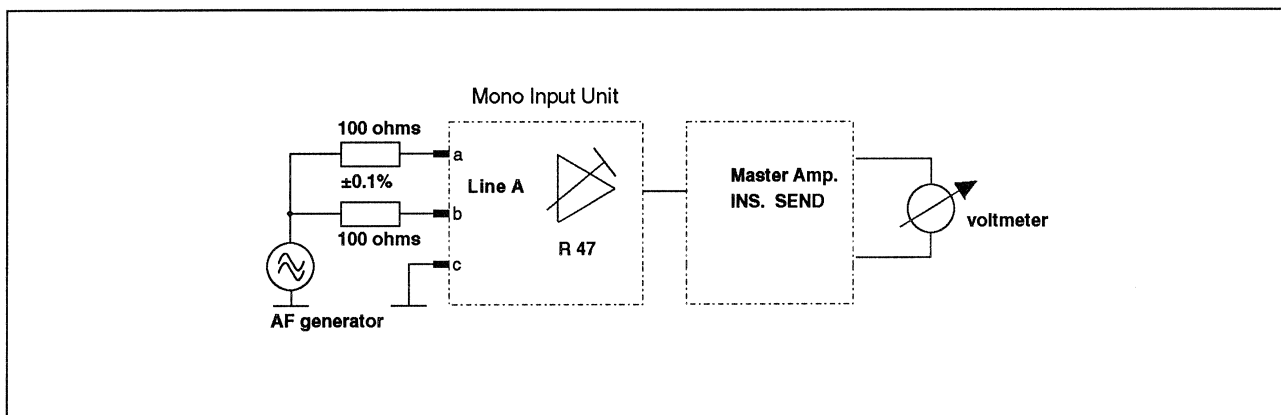 Mono Input Unit
100 ohms
±0.1%
100 ohms
a
b
c
Line A
R 47
Master Amp.
INS. SEND
voltmeter
AF generator